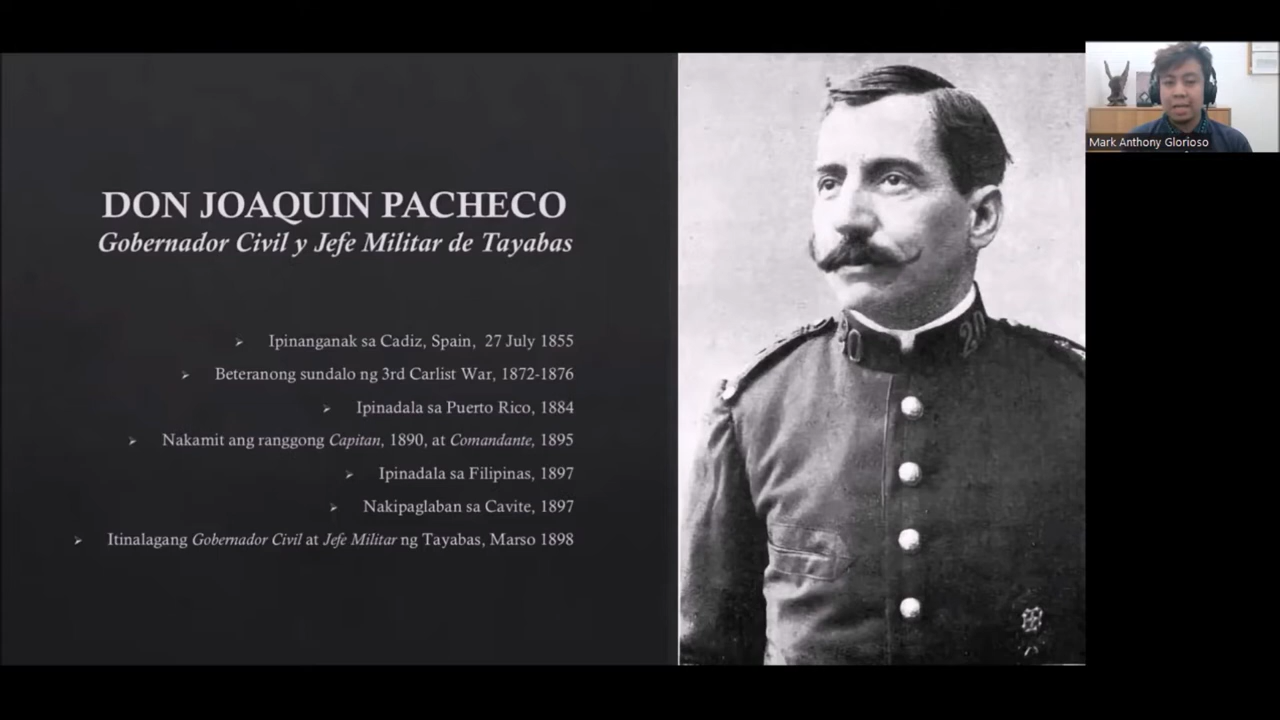 DON JOAQUIN PACHECO
Gobernador Civil y Jefe Militar de Tayabas
Ipinanganak sa Cadiz, Spain, 27 July 1855
Beteranong sundalo ng 3rd Carlist War, 1872-1876
Ipinadala sa Puerto Rico, 1884
Nakamit ang ranggong Capitan, 1890, at Comandante, 1895
Ipinadala sa Filipinas, 1897
Nakipaglaban sa Cavite, 1897
Itinalagang Gobernador Civil at Jefe Militar ng Tayabas, Marso 1898
20
Mark Anthony Glorioso